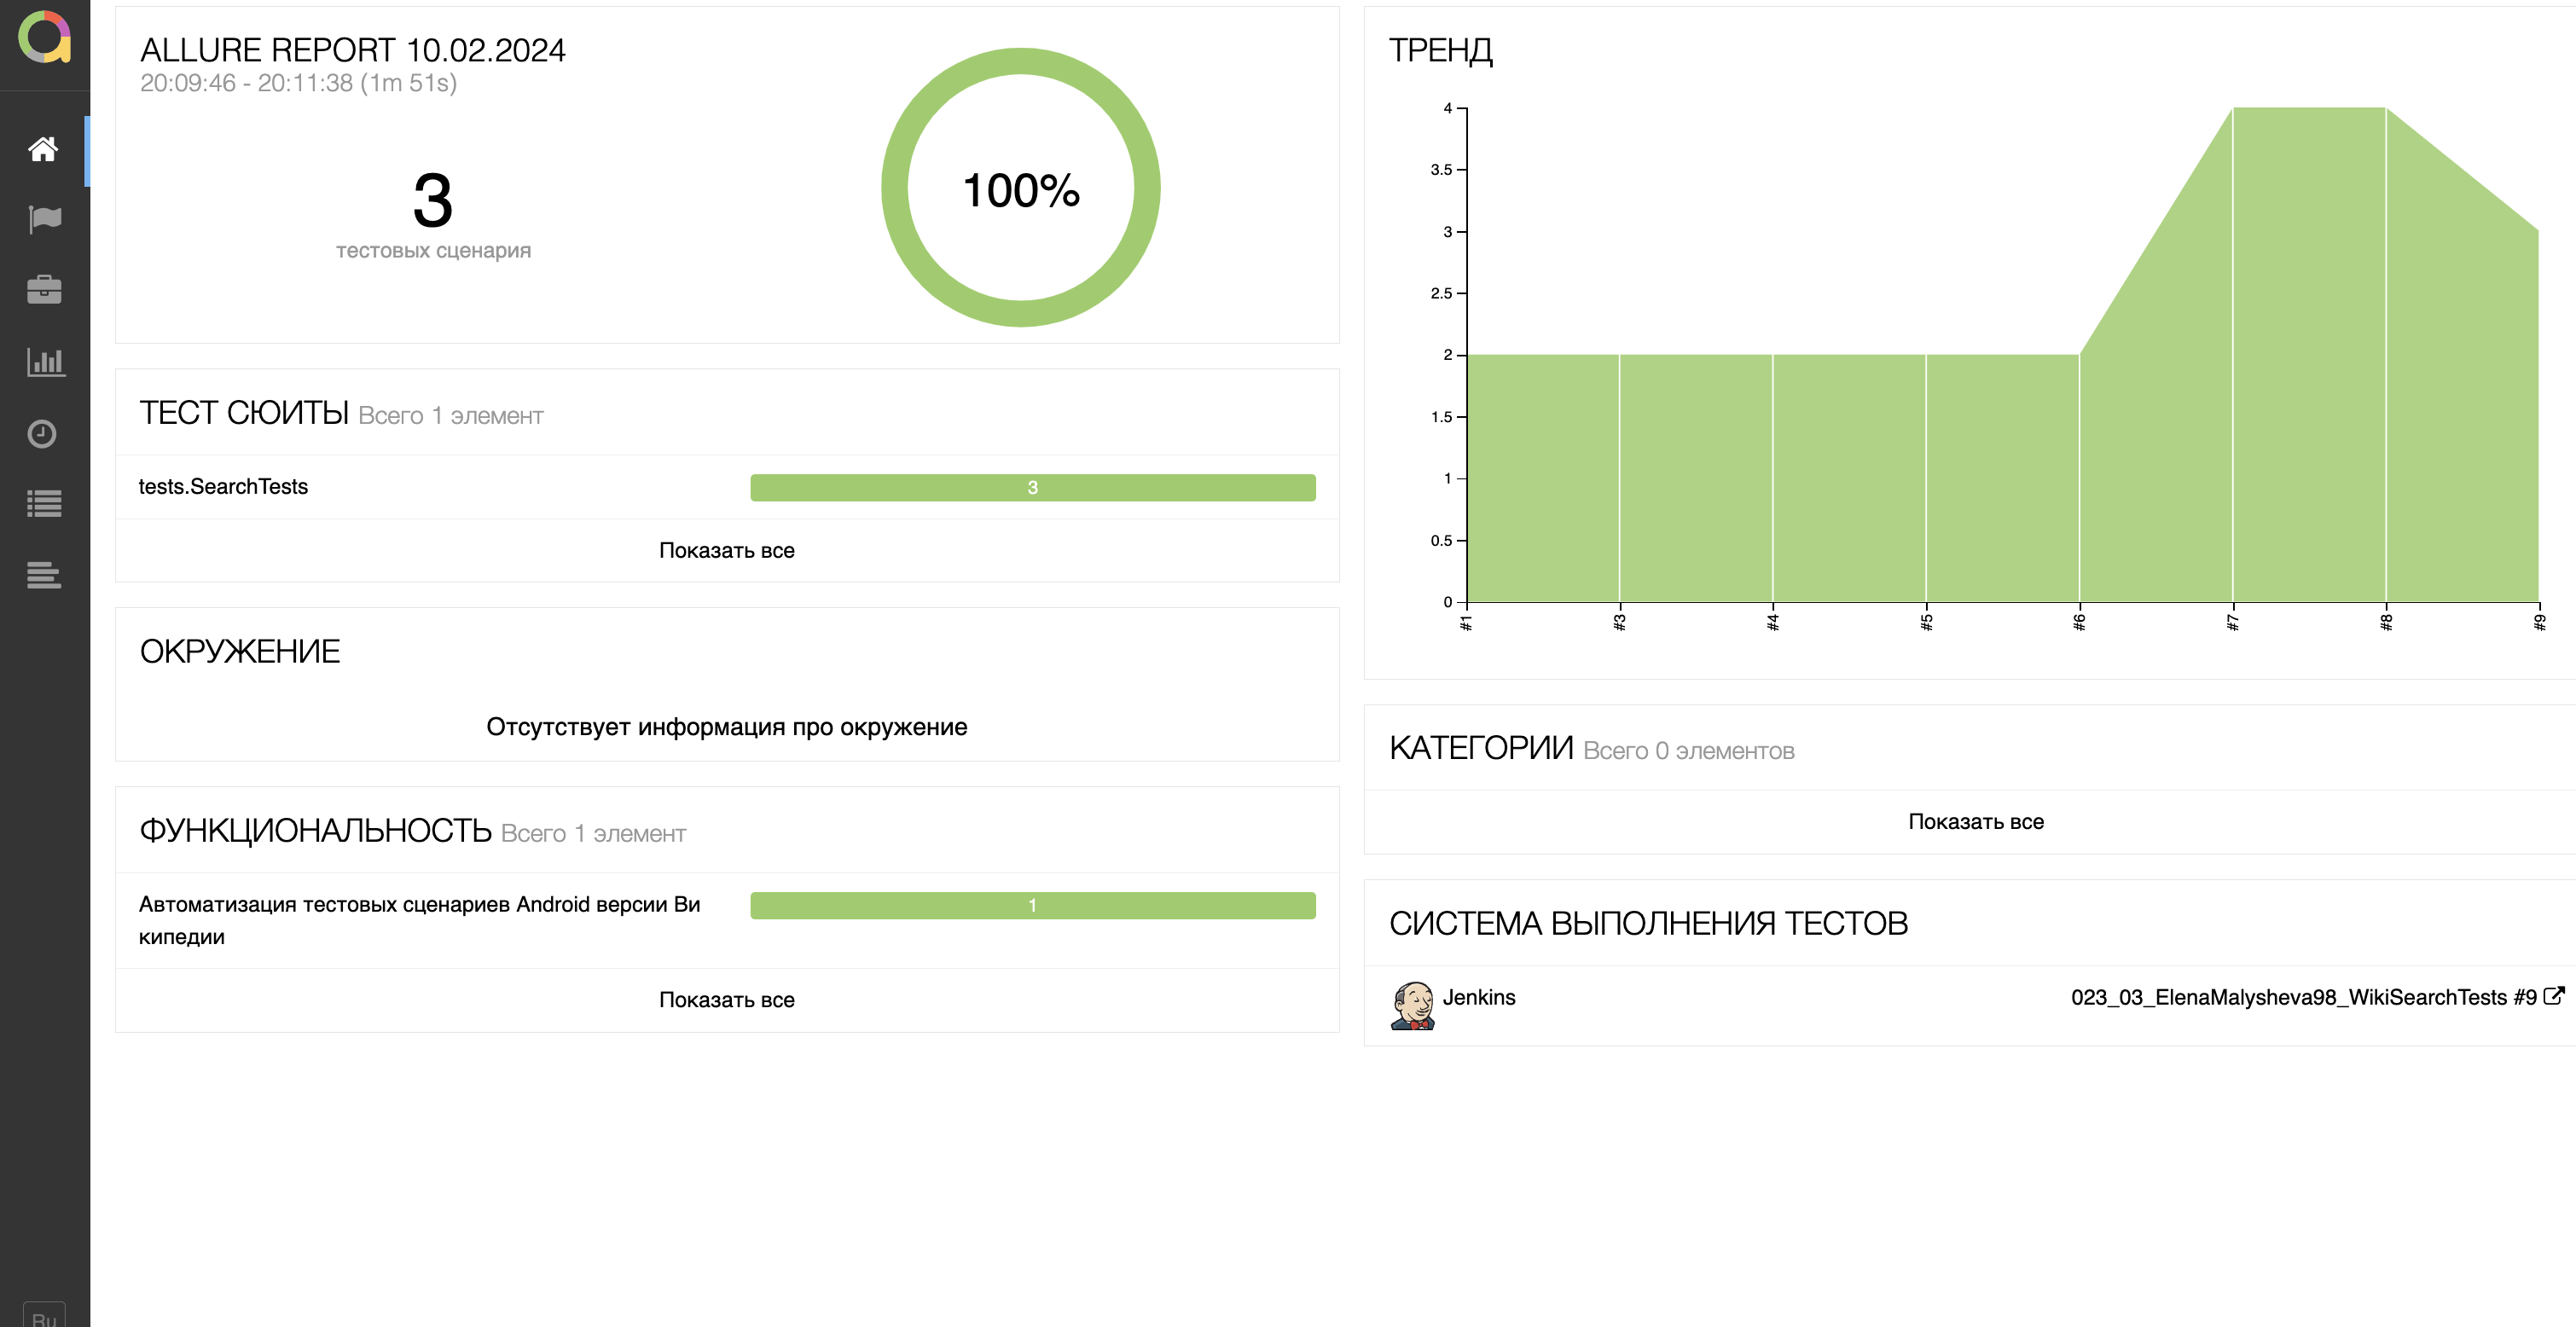 ALLURE REPORT 10.02.2024
20:09:46 - 20:11:38 (1m 51s)
3
тестовых сценария
100%
ТЕСТ СЮИТЫ Всего 1 элемент
tests.SearchTests 3
Показать все
ОКРУЖЕНИЕ
Отсутствует информация про окружение
ФУНКЦИОНАЛЬНОСТЬ Всего 1 элемент
Автоматизация тестовых сценариев Android версии Ви 1
кипедии
Показать все
ТРЕНД
4
3.5
3
2.5
2
1.5
1
0.5
0
#1 #3 #4 #5 #6 #7 #8 #9
КАТЕГОРИИ Всего 0 элементов
Показать все
СИСТЕМА ВЫПОЛНЕНИЯ ТЕСТОВ
Jenkins 023_03_ElenaMalysheva98_WikiSearchTests #9
Ru